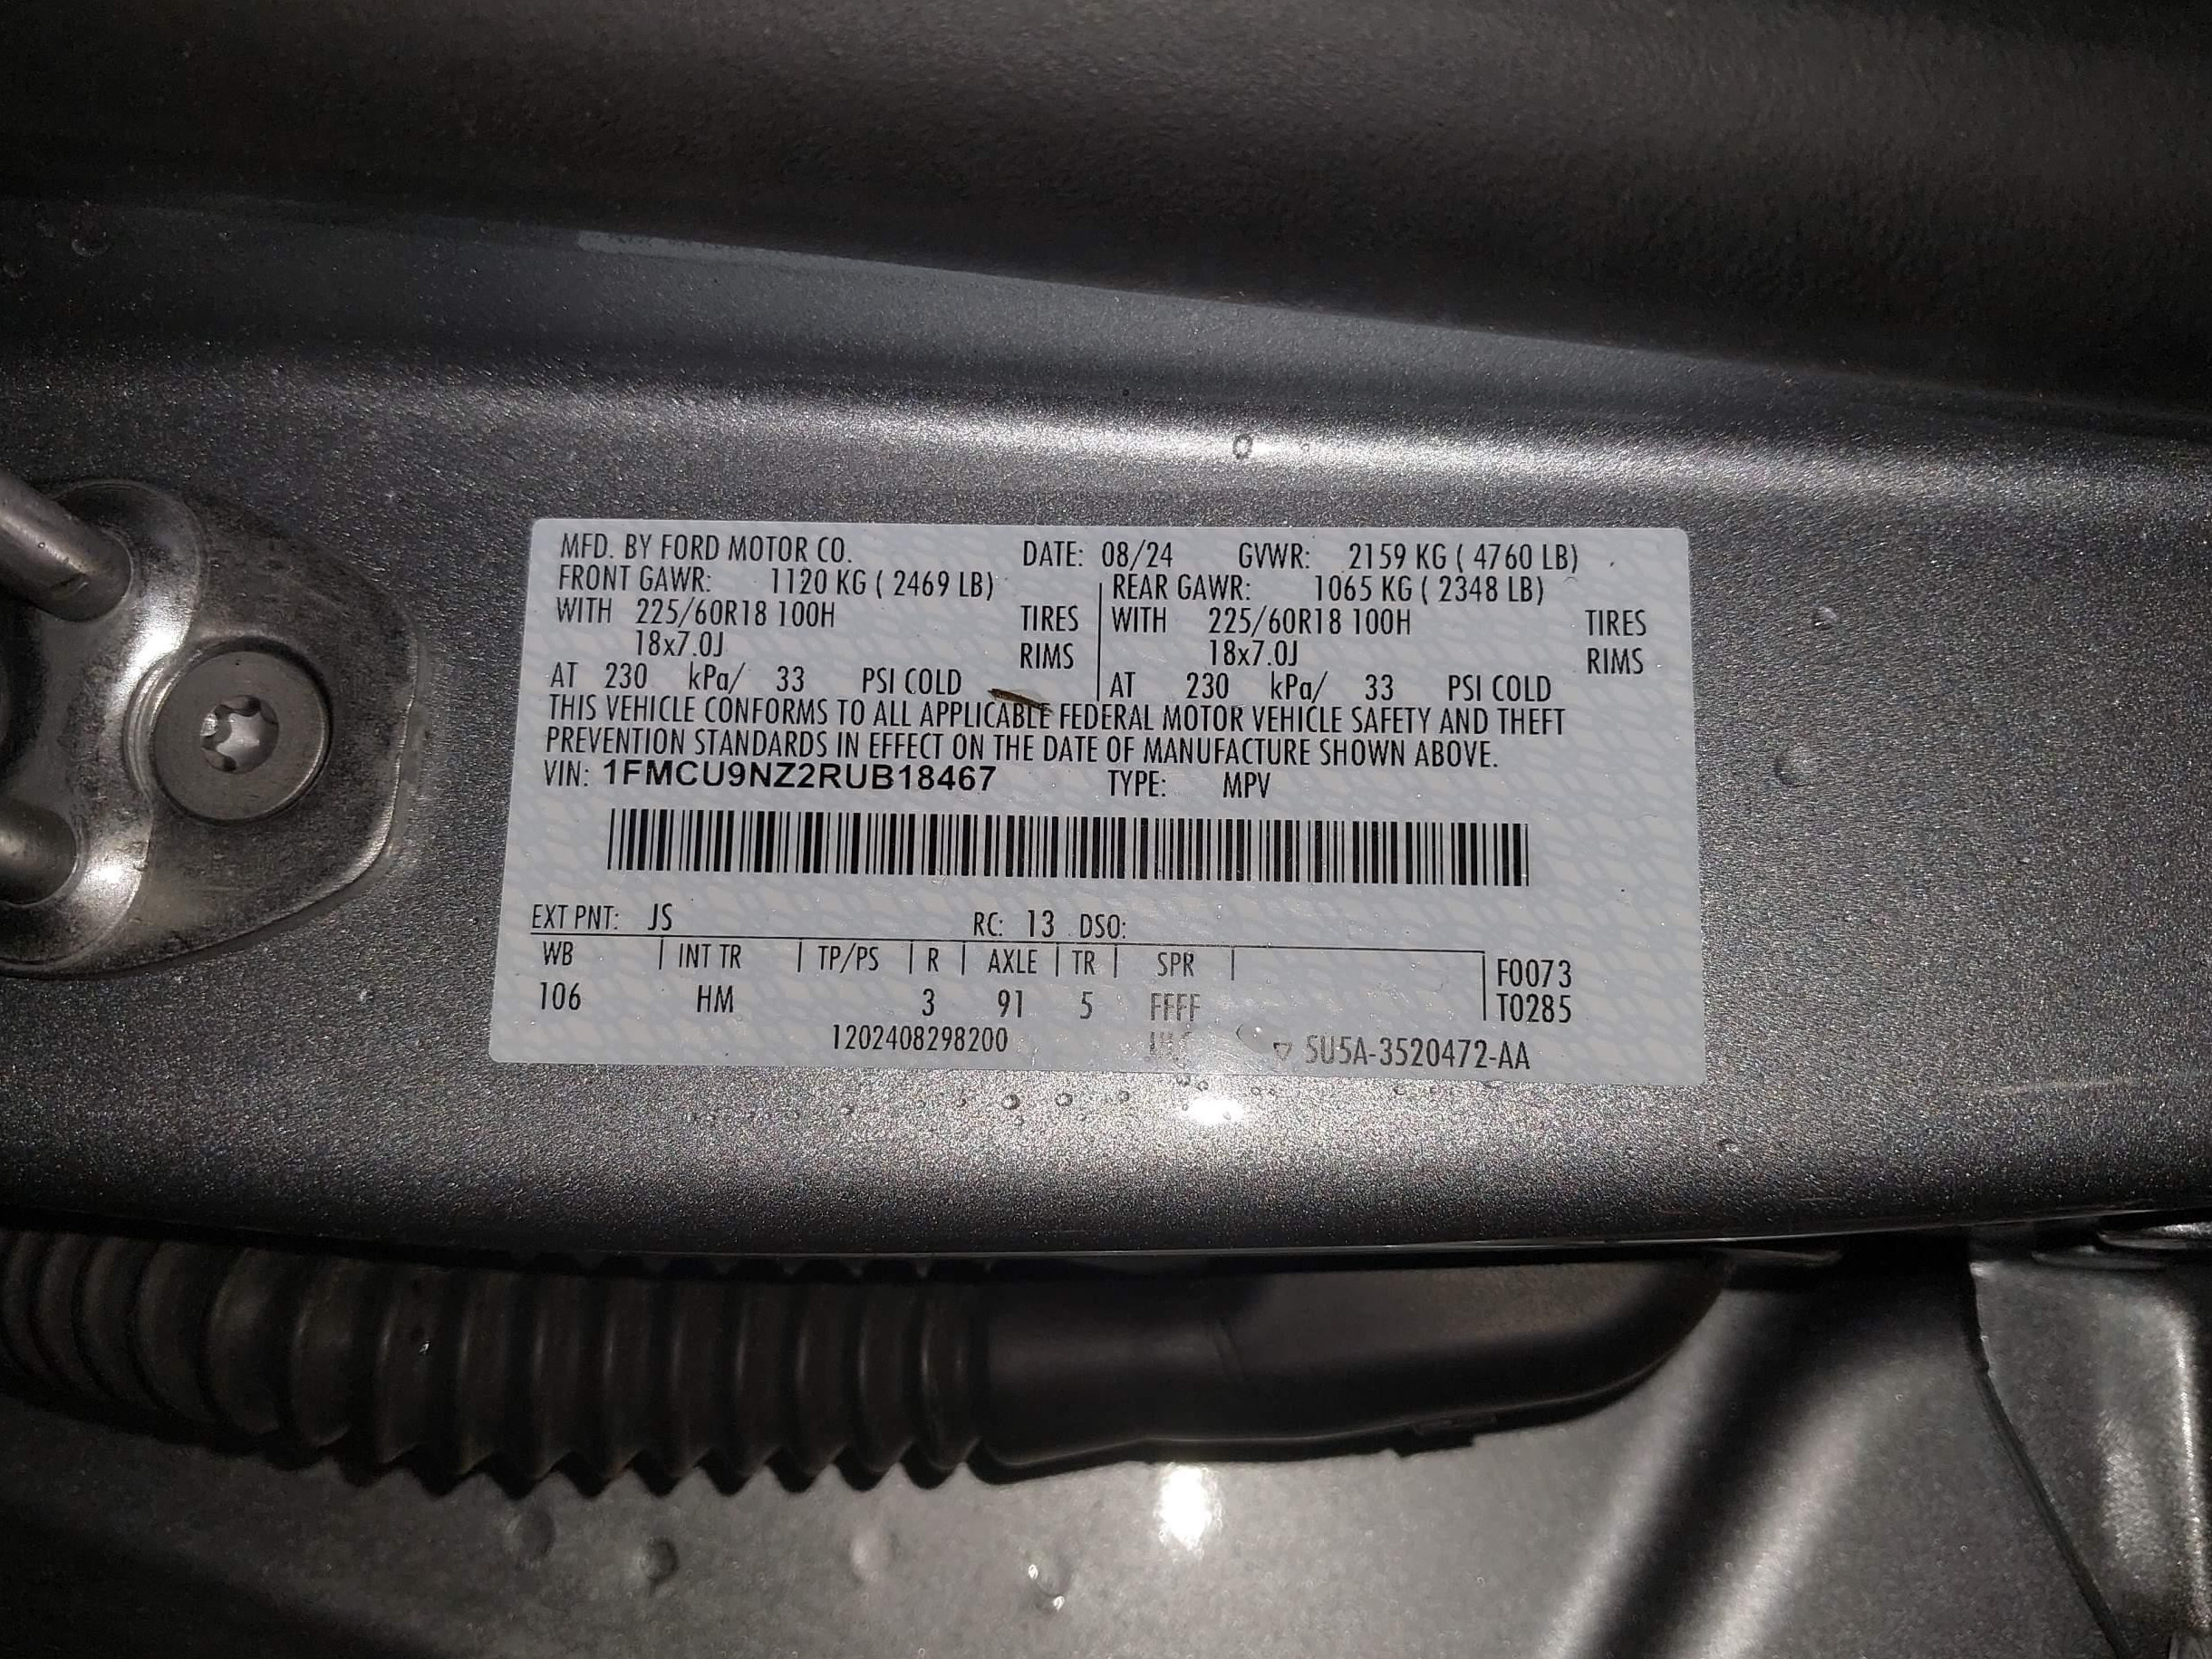 MFD. BY FORD MOTOR CO. DATE: 08/24 GVWR: 2159 KG ( 4760 LB)
FRONT GAWR: 1120 KG ( 2469 LB) REAR GAWR: 1065 KG ( 2348 LB)
WITH 225/60R18 100H TIRES WITH 225/60R18 100H TIRES
18x7.0J RIMS 18x7.0J RIMS
AT 230 kPa/ 33 PSI COLD AT 230 kPa/ 33 PSI COLD
THIS VEHICLE CONFORMS TO ALL APPLICABLE FEDERAL MOTOR VEHICLE SAFETY AND THEFT
PREVENTION STANDARDS IN EFFECT ON THE DATE OF MANUFACTURE SHOWN ABOVE.
VIN: 1FMCU9NZ2RUB18467 TYPE: MPV
EXT PNT: JS RC: 13 DSO:
WB INT TR TP/PS R AXLE TR SPR F0073
106 HM 3 91 5 FFFF T0285
1202408298200 5U5A-3520472-AA